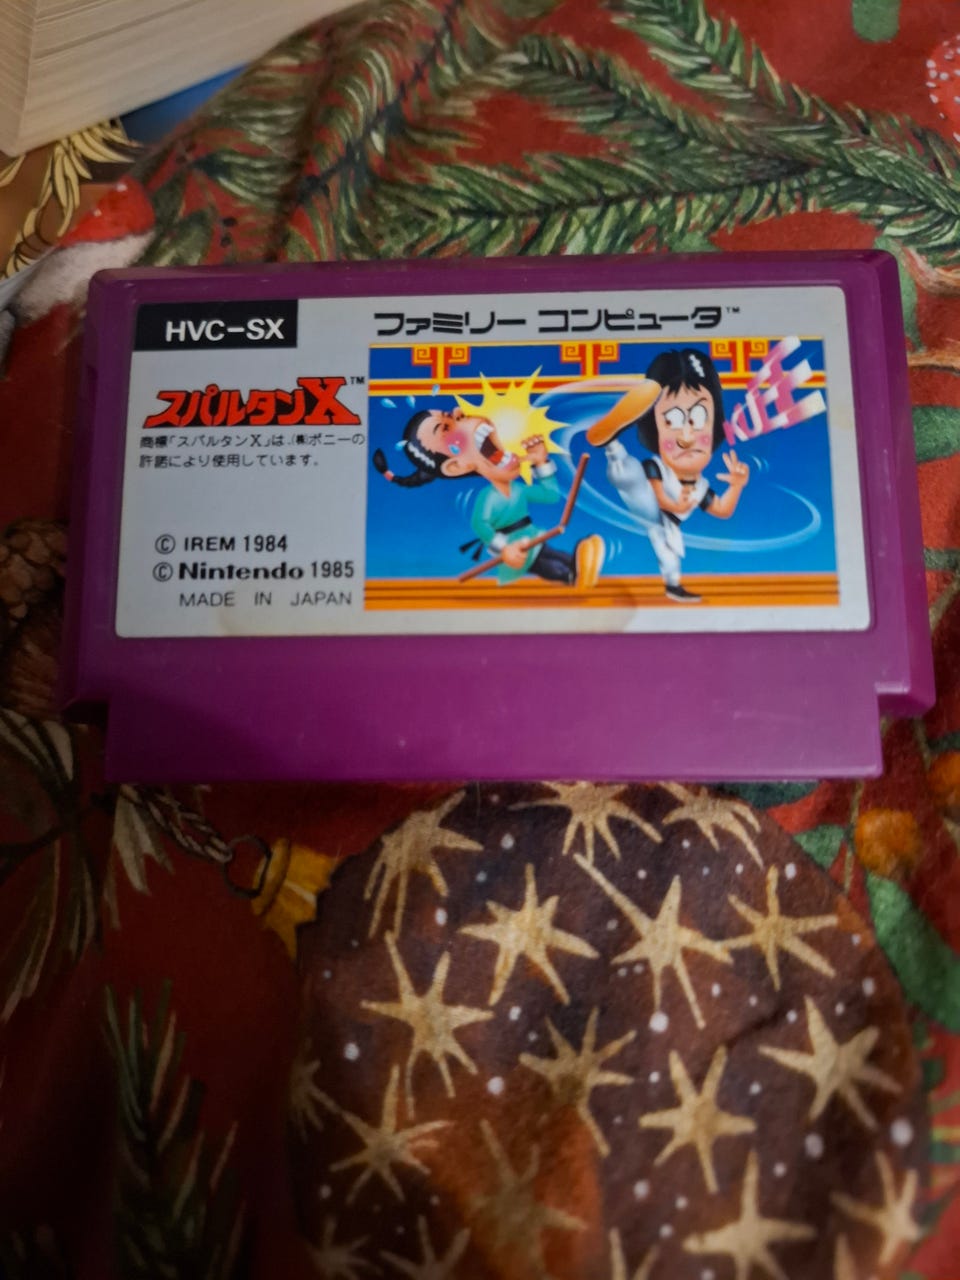 HVC-SX
ファミリー コンピュータ™
スパルタンX™
商標「スパルタンX」は、(株)ポニーの
許諾により使用しています。
© IREM 1984
© Nintendo 1985
MADE IN JAPAN